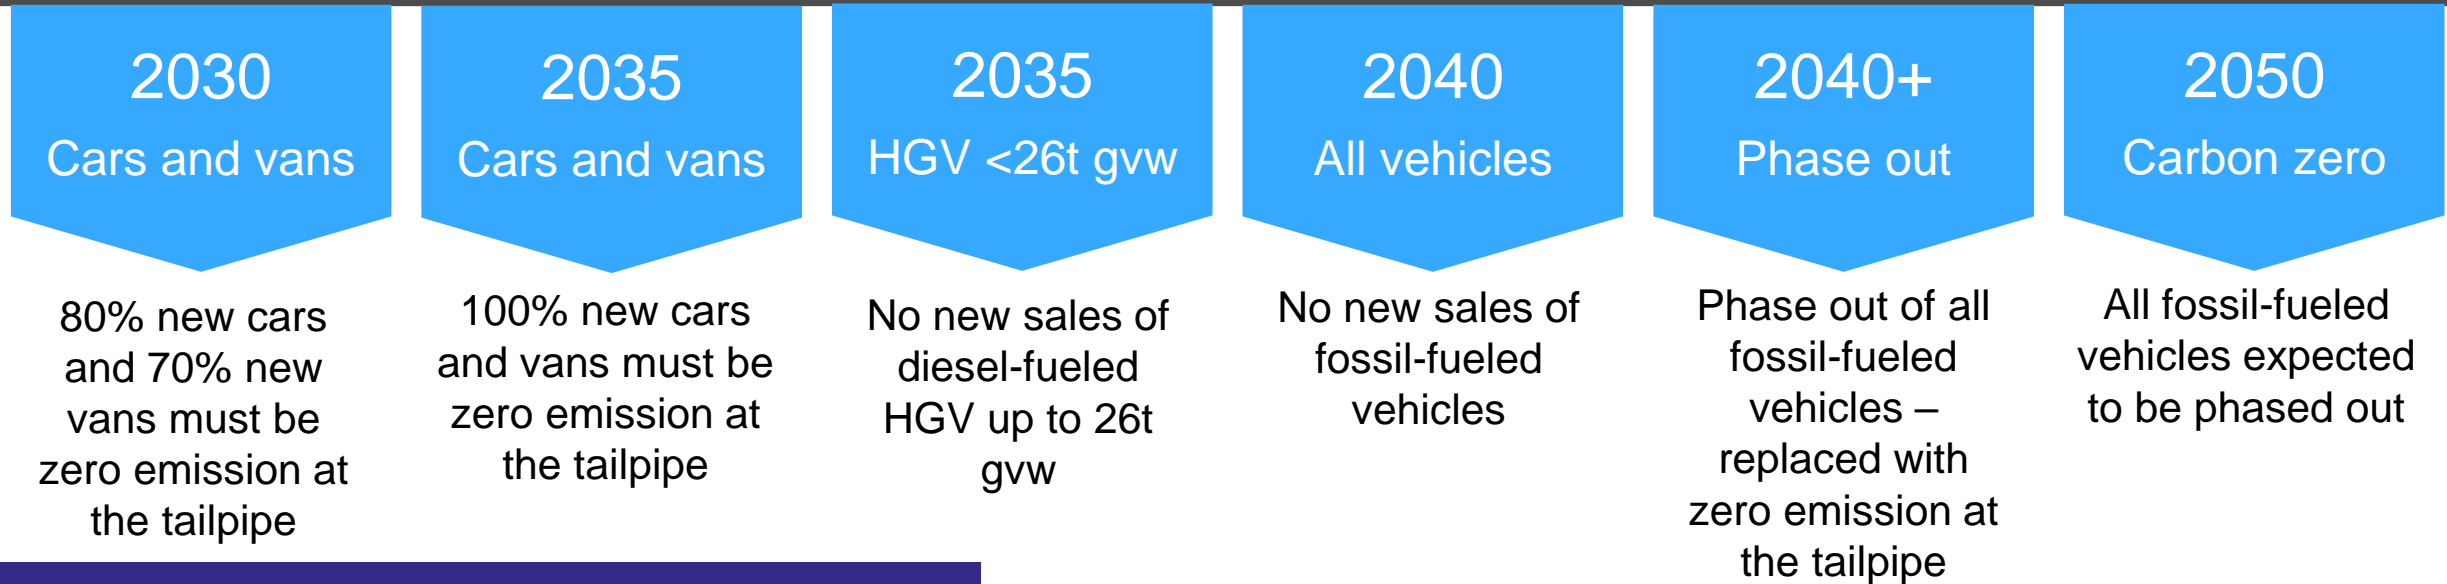 2030
Cars and vans
80% new cars
and 70% new
vans must be
zero emission at
the tailpipe
2035
Cars and vans
100% new cars
and vans must be
zero emission at
the tailpipe
2035
HGV <26t gvw
No new sales of
diesel-fueled
HGV up to 26t
gvw
2040
All vehicles
No new sales of
fossil-fueled
vehicles
2040+
Phase out
Phase out of all
fossil-fueled
vehicles –
replaced with
zero emission at
the tailpipe
2050
Carbon zero
All fossil-fueled
vehicles expected
to be phased out